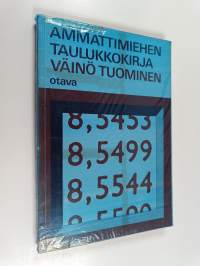 AMMATTIMIEHEN
TAULUKKOKIRJA
VÄINÖ TUOMINEN
otava
8,5453
8,5499
8,5544